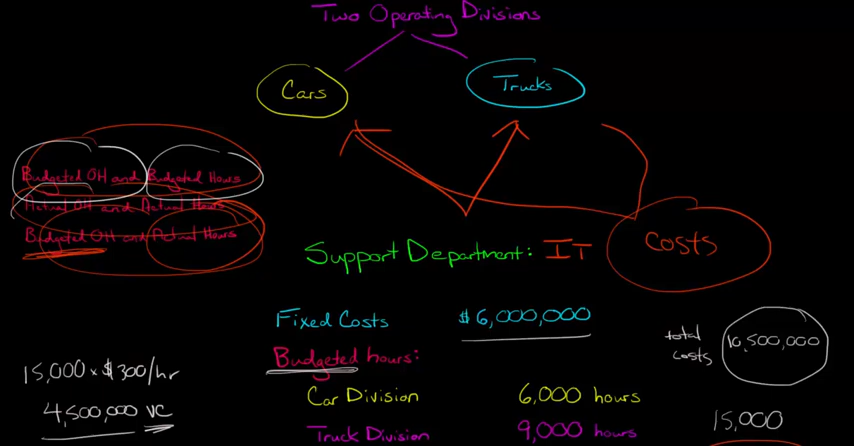 Two Operating Divisions
Cars
Trucks
Budgeted OH and Budgeted Hours
Actual OH and Actual Hours
Budgeted OH and Actual Hours
Support Department: IT
Costs
Fixed Costs $6,000,000
Budgeted hours:
Car Division 6,000 hours
Truck Division 9,000 hours
15,000 x $300/hr
4,500,000 VC
total costs 10,500,000
15,000